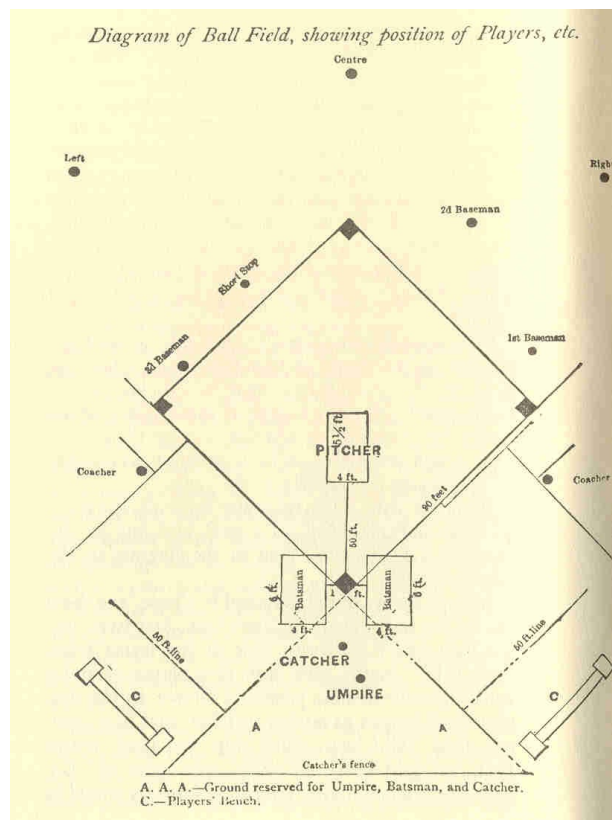 Diagram of Ball Field, showing position of Players, etc.
Centre
Left
Righ
2d Baseman
Short Stop
1st Baseman
3d Baseman
5½ ft
PITCHER
4 ft.
Coacher
Coacher
90 feet
50 ft.
Batsman
1 ft.
Batsman
6 ft.
6 ft.
4 ft.
4 ft.
CATCHER
UMPIRE
50 ft.line
50 ft.line
C
C
A
A
Catcher's fence
A. A. A.—Ground reserved for Umpire, Batsman, and Catcher.
C.—Players' Bench.